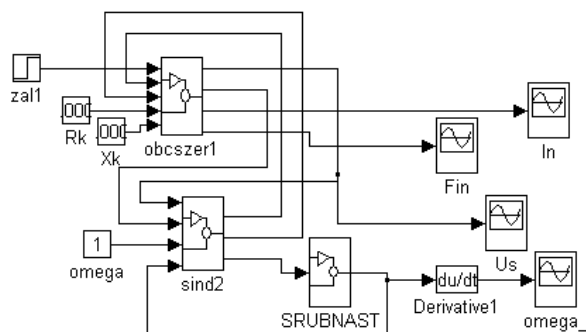 zal1
Rk
Xk
obcszer1
In
Fin
1
omega
sind2
Us
SRUBNAST
du/dt
Derivative1
omega_